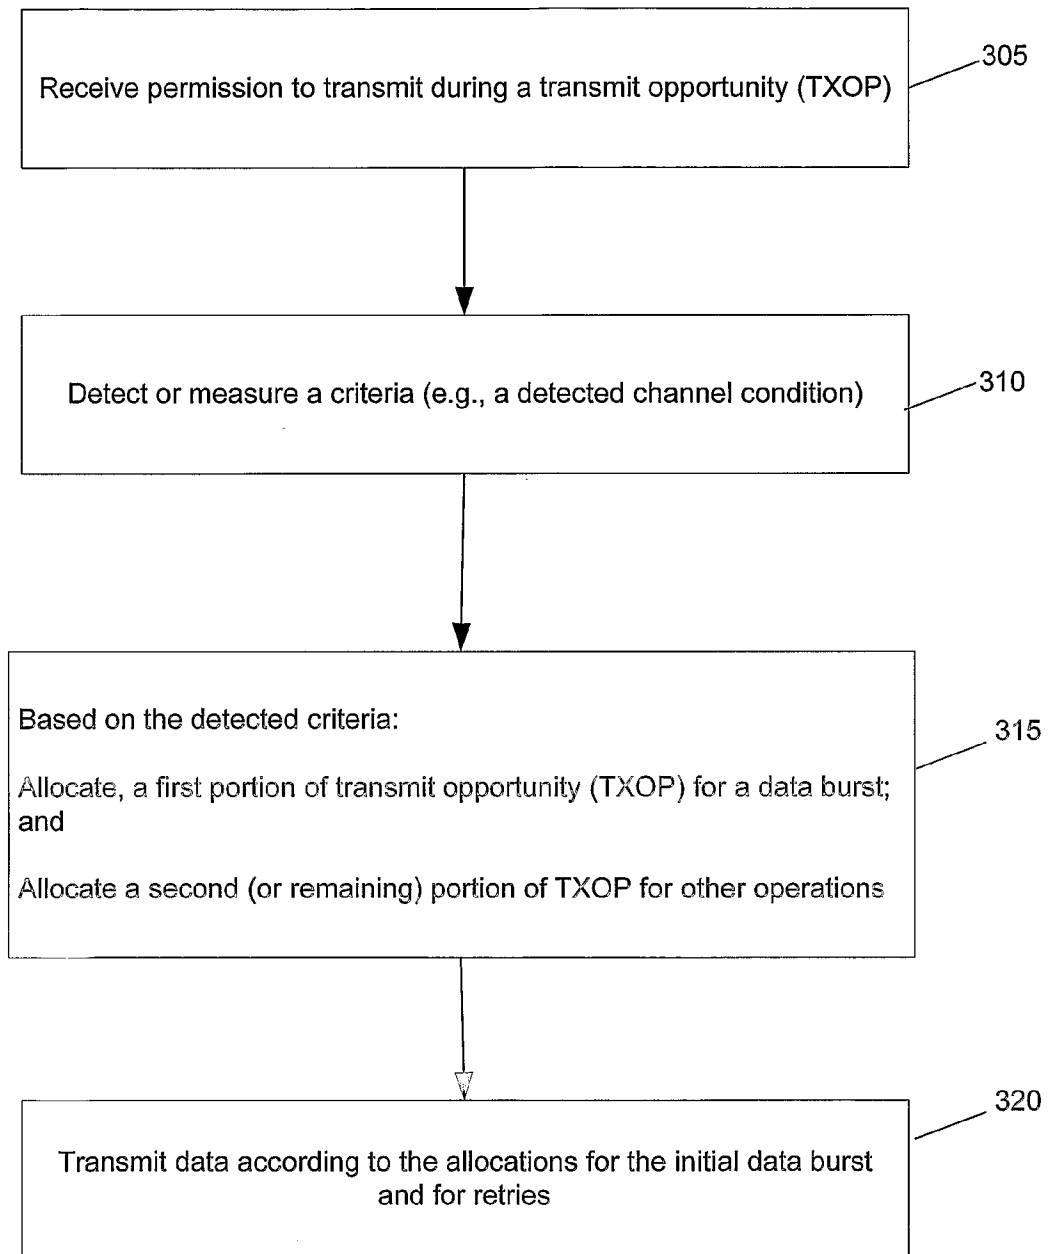 Receive permission to transmit during a transmit opportunity (TXOP)
305
Detect or measure a criteria (e.g., a detected channel condition)
310
Based on the detected criteria:
Allocate, a first portion of transmit opportunity (TXOP) for a data burst;
and
Allocate a second (or remaining) portion of TXOP for other operations
315
Transmit data according to the allocations for the initial data burst
and for retries
320